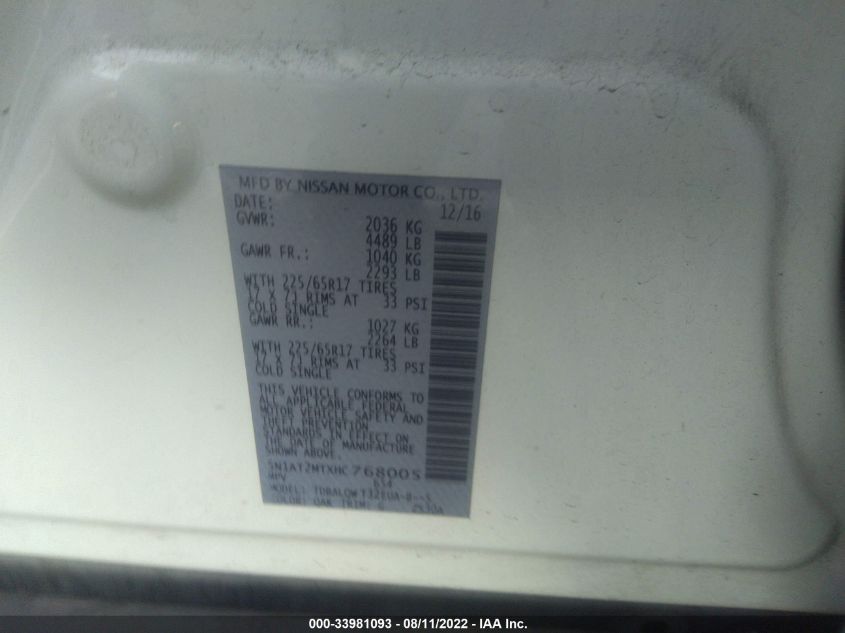 MFD BY NISSAN MOTOR CO., LTD.
DATE: 12/16
GVWR: 2036 KG
4489 LB
GAWR FR.: 1040 KG
2293 LB
WITH 225/65R17 TIRES
17 X 7J RIMS AT 33 PSI
COLD SINGLE
GAWR RR.: 1027 KG
2264 LB
WITH 225/65R17 TIRES
17 X 7J RIMS AT 33 PSI
COLD SINGLE
THIS VEHICLE CONFORMS TO
ALL APPLICABLE FEDERAL
MOTOR VEHICLE SAFETY AND
THEFT PREVENTION
STANDARDS IN EFFECT ON
THE DATE OF MANUFACTURE
SHOWN ABOVE.
5N1AT2MTXHC768005
MPV
MODEL:
COLOR: QAK TRIM: G
000-33981093 - 08/11/2022 - IAA Inc.